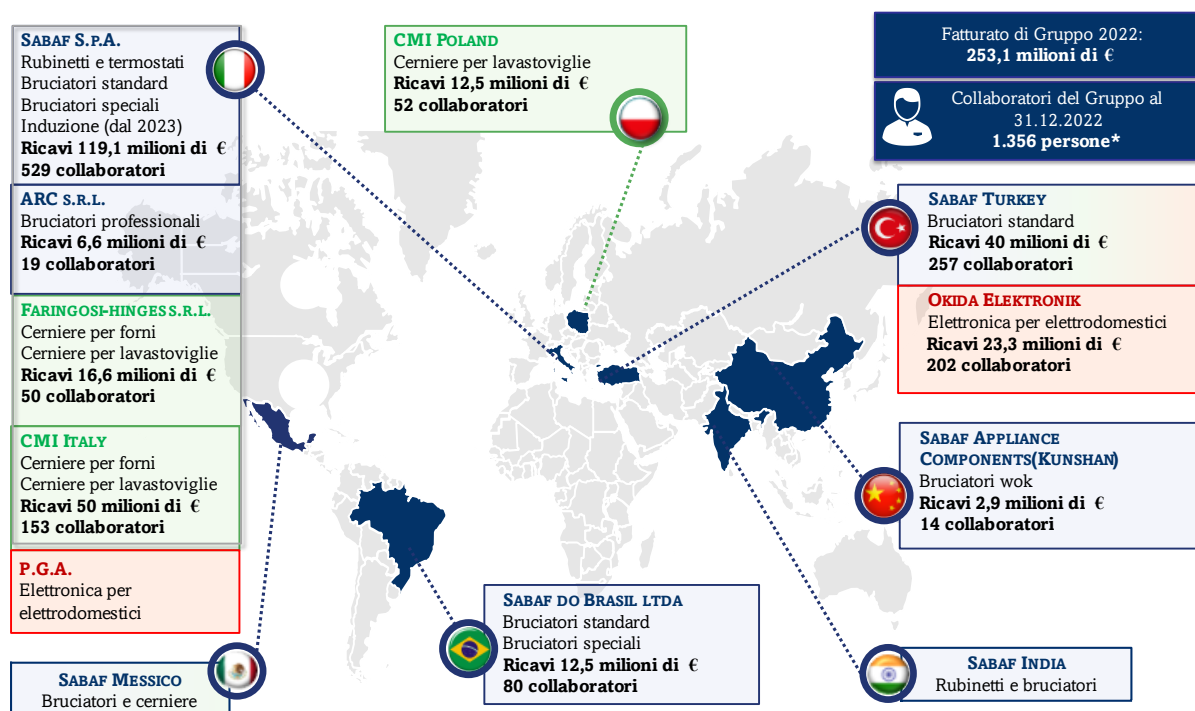 SABAF S.P.A.
Rubinetti e termostati
Bruciatori standard
Bruciatori speciali
Induzione (dal 2023)
Ricavi 119,1 milioni di €
529 collaboratori
ARC S.R.L.
Bruciatori professionali
Ricavi 6,6 milioni di €
19 collaboratori
FARINGOSI-HINGES S.R.L.
Cerniere per forni
Cerniere per lavastoviglie
Ricavi 16,6 milioni di €
50 collaboratori
CMI ITALY
Cerniere per forni
Cerniere per lavastoviglie
Ricavi 50 milioni di €
153 collaboratori
P.G.A.
Elettronica per
elettrodomestici
SABAF MESSICO
Bruciatori e cerniere
CMI POLAND
Cerniere per lavastoviglie
Ricavi 12,5 milioni di €
52 collaboratori
SABAF DO BRASIL LTDA
Bruciatori standard
Bruciatori speciali
Ricavi 12,5 milioni di €
80 collaboratori
Fatturato di Gruppo 2022:
253,1 milioni di €
Collaboratori del Gruppo al
31.12.2022
1.356 persone*
SABAF TURKEY
Bruciatori standard
Ricavi 40 milioni di €
257 collaboratori
OKIDA ELEKTRONIK
Elettronica per elettrodomestici
Ricavi 23,3 milioni di €
202 collaboratori
SABAF APPLIANCE
COMPONENTS(KUNSHAN)
Bruciatori wok
Ricavi 2,9 milioni di €
14 collaboratori
SABAF INDIA
Rubinetti e bruciatori